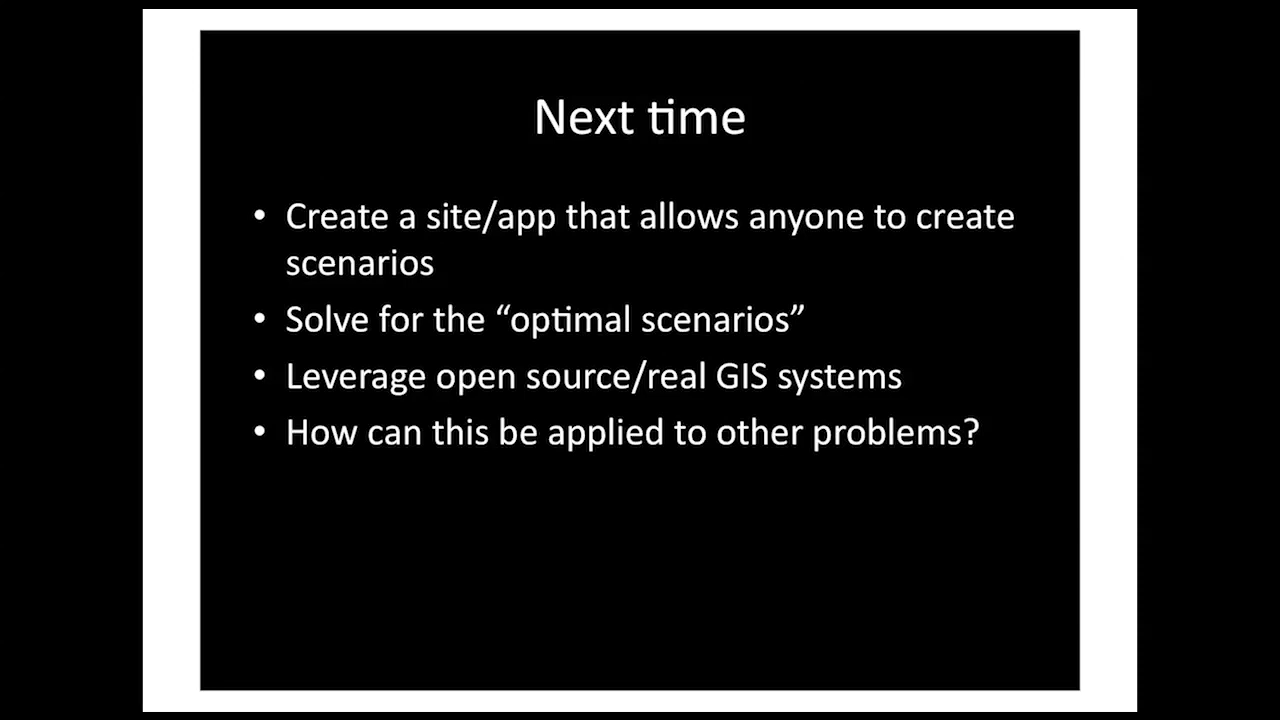 Next time
• Create a site/app that allows anyone to create
scenarios
• Solve for the “optimal scenarios”
• Leverage open source/real GIS systems
• How can this be applied to other problems?